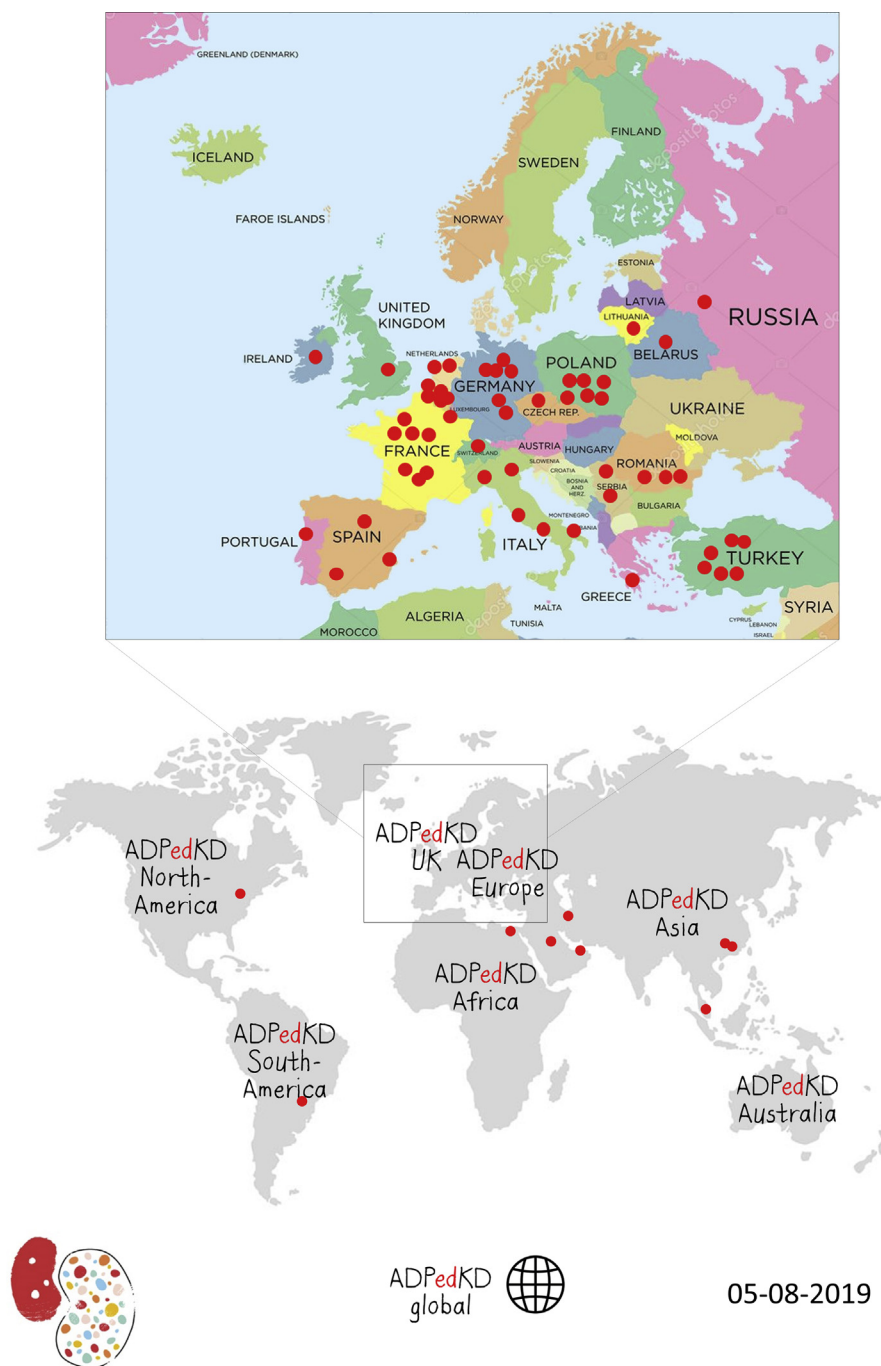 GREENLAND (DENMARK)
ICELAND
FAROE ISLANDS
FINLAND
SWEDEN
NORWAY
ESTONIA
LATVIA
LITHUANIA
RUSSIA
UNITED
KINGDOM
IRELAND
NETHERLANDS
BELARUS
POLAND
GERMANY
LUXEMBOURG
CZECH REP.
UKRAINE
MOLDOVA
FRANCE
SWITZERLAND
AUSTRIA
HUNGARY
SLOVENIA
CROATIA
ROMANIA
BOSNIA
AND
HERZ.
SERBIA
BULGARIA
MONTENEGRO
BANIA
PORTUGAL
SPAIN
ITALY
GREECE
TURKEY
SYRIA
CYPRUS
LEBANON
ISRAEL
MALTA
ALGERIA
TUNISIA
MOROCCO
depositphotos
depositphotos
ADPedKD
North-
America
ADPedKD
UK
ADPedKD
Europe
ADPedKD
Asia
ADPedKD
Africa
ADPedKD
South-
America
ADPedKD
Australia
ADPedKD
global
05-08-2019